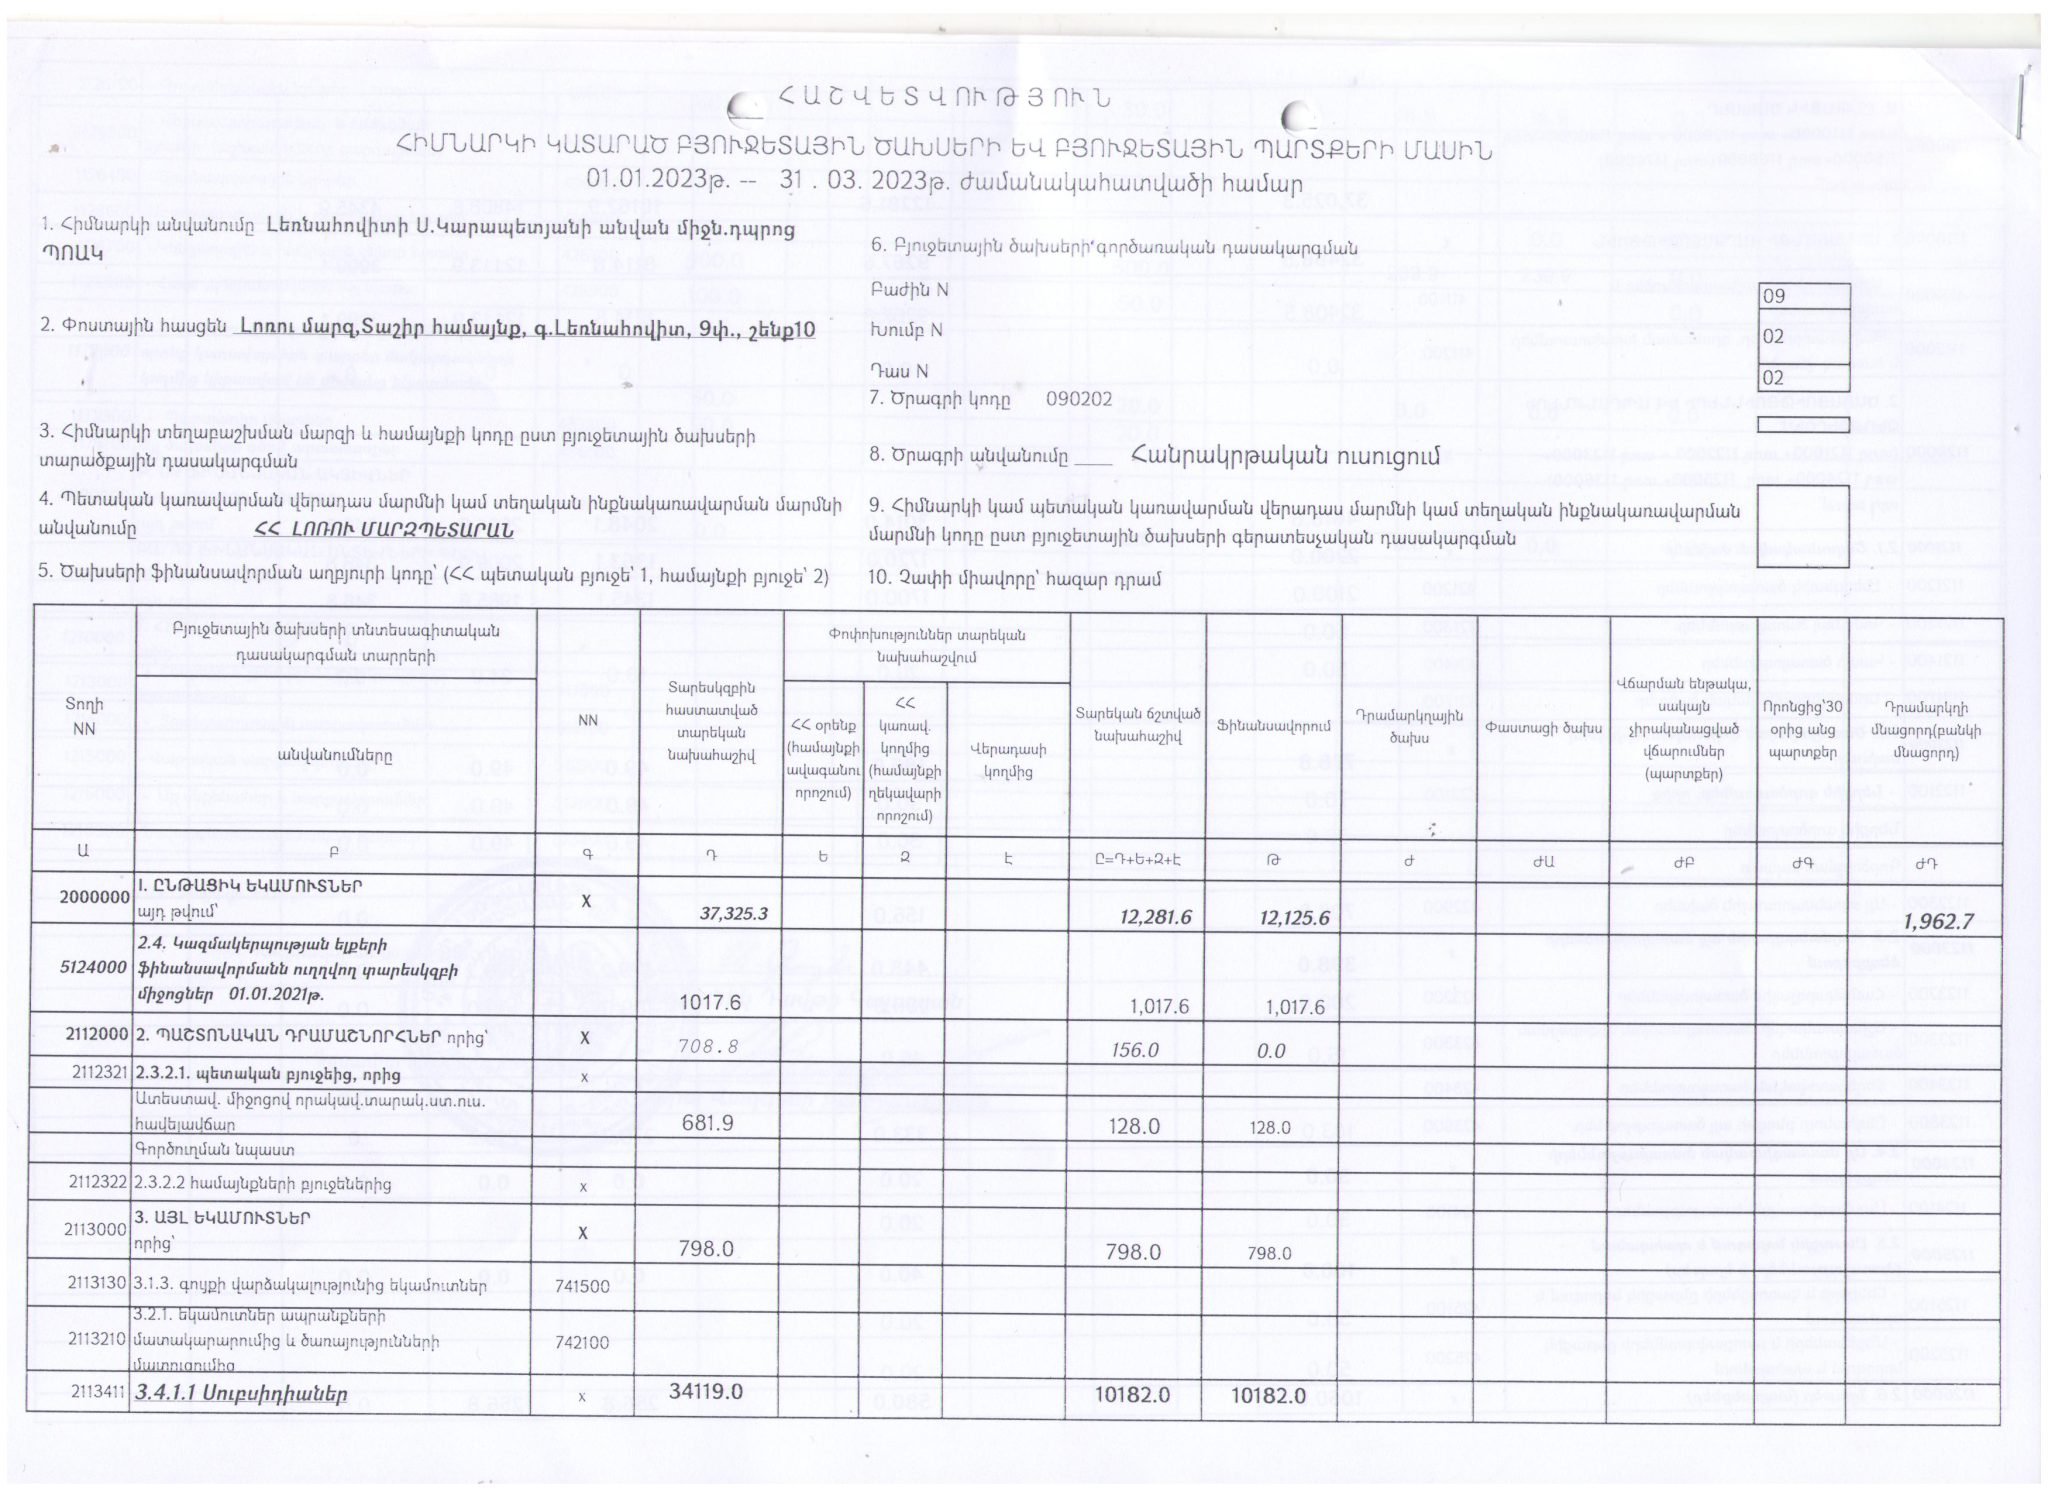 ՀԱՇՎԵՏՎՈՒԹՅՈՒՆ
ՀԻՄՆԱՐԿԻ ԿԱՏԱՐԱԾ ԲՅՈՒՋԵՏԱՅԻՆ ԾԱԽՍԵՐԻ ԵՎ ԲՅՈՒՋԵՏԱՅԻՆ ՊԱՐՏՔԵՐԻ ՄԱՍԻՆ
01.01.2023թ. -- 31 . 03. 2023թ. ժամանակահատվածի համար
1. Հիմնարկի անվանումը Լեռնահովիտի Ս.Կարապետյանի անվան միջն.դպրոց
ՊՈԱԿ
2. Փոստային հասցեն Լոռու մարզ,Տաշիր համայնք, գ.Լեռնահովիտ, 9փ., շենք10
3. Հիմնարկի տեղաբաշխման մարզի և համայնքի կոդը ըստ բյուջետային ծախսերի
տարածքային դասակարգման
4. Պետական կառավարման վերադաս մարմնի կամ տեղական ինքնակառավարման մարմնի
անվանումը ՀՀ ԼՈՌՈՒ ՄԱՐԶՊԵՏԱՐԱՆ
5. Ծախսերի ֆինանսավորման աղբյուրի կոդը՝ (ՀՀ պետական բյուջե՝ 1, համայնքի բյուջե՝ 2)
6. Բյուջետային ծախսերի՝գործառական դասակարգման
Բաժին N 09
Խումբ N 02
Դաս N 02
7. Ծրագրի կոդը 090202
8. Ծրագրի անվանումը ____ Հանրակրթական ուսուցում
9. Հիմնարկի կամ պետական կառավարման վերադաս մարմնի կամ տեղական ինքնակառավարման
մարմնի կոդը ըստ բյուջետային ծախսերի գերատեսչական դասակարգման
10. Չափի միավորը՝ հազար դրամ
Տողի
NN
Բյուջետային ծախսերի տնտեսագիտական
դասակարգման տարրերի
անվանումները
NN
Տարեսկզբին
հաստատված
տարեկան
նախահաշիվ
Փոփոխություններ տարեկան
նախահաշվում
ՀՀ օրենք
(համայնքի
ավագանու
որոշում)
ՀՀ
կառավ.
կողմից
(համայնքի
ղեկավարի
որոշում)
Վերադասի
կողմից
Տարեկան ճշտված
նախահաշիվ
Ֆինանսավորում
Դրամարկղային
ծախս
Փաստացի ծախս
Վճարման ենթակա,
սակայն
չիրականացված
վճարումներ
(պարտքեր)
Որոնցից՝30
օրից անց
պարտքեր
Դրամարկղի
մնացորդ(բանկի
մնացորդ)
Ա Բ Գ Դ Ե Զ Է Ը=Դ+Ե+Զ+Է Թ Ժ ԺԱ ԺԲ ԺԳ ԺԴ
2000000 I. ԸՆԹԱՑԻԿ ԵԿԱՄՈՒՏՆԵՐ
այդ թվում՝ X 37,325.3 12,281.6 12,125.6 1,962.7
2.4. Կազմակերպության ելքերի
5124000 ֆինանսավորմանն ուղղվող տարեսկզբի
միջոցներ 01.01.2021թ. 1017.6 1,017.6 1,017.6
2112000 2. ՊԱՇՏՈՆԱԿԱՆ ԴՐԱՄԱՇՆՈՐՀՆԵՐ որից՝ X 708.8 156.0 0.0
2112321 2.3.2.1. պետական բյուջեից, որից x
Ատեստավ. միջոցով որակավ.տարակ.ստ.ուս.
հավելավճար 681.9 128.0 128.0
Գործուղման նպաստ
2112322 2.3.2.2 համայնքների բյուջեներից x
2113000 3. ԱՅԼ ԵԿԱՄՈՒՏՆԵՐ
որից՝ X 798.0 798.0 798.0
2113130 3.1.3. գույքի վարձակալությունից եկամուտներ 741500
3.2.1. եկամուտներ ապրանքների
2113210 մատակարարումից և ծառայությունների 742100
մատուցումից
2113411 3.4.1.1 Սուբսիդիաներ x 34119.0 10182.0 10182.0